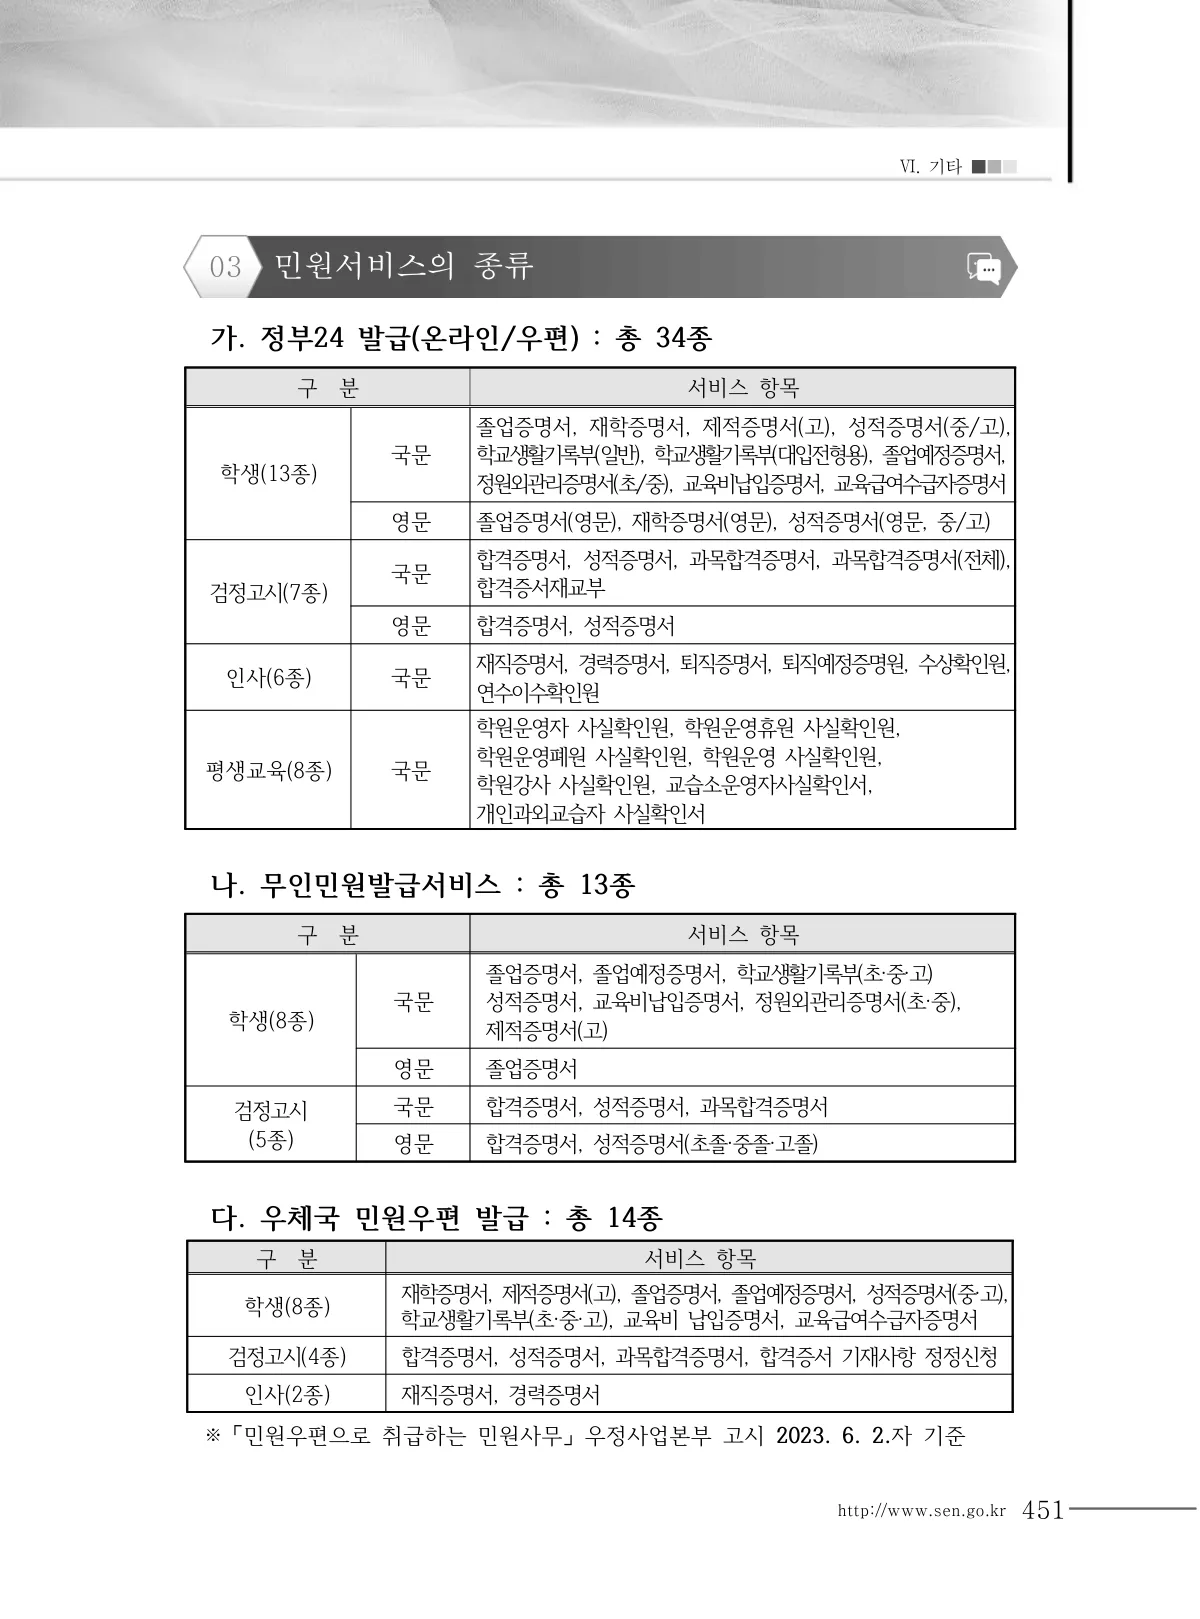 Ⅵ. 기타
03 민원서비스의 종류
가. 정부24 발급(온라인/우편) : 총 34종
구 분 서비스 항목
학생(13종) 국문 졸업증명서, 재학증명서, 제적증명서(고), 성적증명서(중/고),
학교생활기록부(일반), 학교생활기록부(대입전형용), 졸업예정증명서,
정원외관리증명서(초/중), 교육비납입증명서, 교육급여수급자증명서
영문 졸업증명서(영문), 재학증명서(영문), 성적증명서(영문, 중/고)
검정고시(7종) 국문 합격증명서, 성적증명서, 과목합격증명서, 과목합격증명서(전체),
합격증서재교부
영문 합격증명서, 성적증명서
인사(6종) 국문 재직증명서, 경력증명서, 퇴직증명서, 퇴직예정증명원, 수상확인원,
연수이수확인원
평생교육(8종) 국문 학원운영자 사실확인원, 학원운영휴원 사실확인원,
학원운영폐원 사실확인원, 학원운영 사실확인원,
학원강사 사실확인원, 교습소운영자사실확인서,
개인과외교습자 사실확인서
나. 무인민원발급서비스 : 총 13종
구 분 서비스 항목
학생(8종) 국문 졸업증명서, 졸업예정증명서, 학교생활기록부(초·중·고)
성적증명서, 교육비납입증명서, 정원외관리증명서(초·중),
제적증명서(고)
영문 졸업증명서
검정고시 국문 합격증명서, 성적증명서, 과목합격증명서
(5종) 영문 합격증명서, 성적증명서(초졸·중졸·고졸)
다. 우체국 민원우편 발급 : 총 14종
구 분 서비스 항목
학생(8종) 재학증명서, 제적증명서(고), 졸업증명서, 졸업예정증명서, 성적증명서(중·고),
학교생활기록부(초·중·고), 교육비 납입증명서, 교육급여수급자증명서
검정고시(4종) 합격증명서, 성적증명서, 과목합격증명서, 합격증서 기재사항 정정신청
인사(2종) 재직증명서, 경력증명서
※「민원우편으로 취급하는 민원사무」우정사업본부 고시 2023. 6. 2.자 기준
http://www.sen.go.kr 451